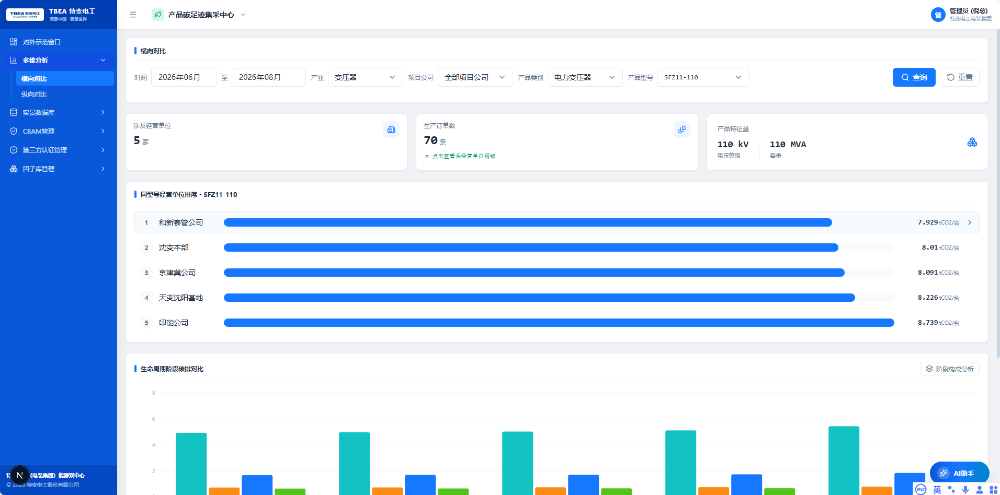 TBEA 特变电工
TBEA 特变电工
装备中国 · 装备世界
产品碳足迹集采中心
管
管理员 (倪总)
特变电工电装集团
对外示范窗口
多维分析
横向对比
纵向对比
实景数据库
CBAM管理
第三方认证管理
因子库管理
横向对比
时间 2026年06月 至 2026年08月 产业 变压器 项目公司 全部项目公司 产品类别 电力变压器 产品型号 SFZ11-110 查询 重置
涉及经营单位
5 家
生产订单数
70 条
点击查看各经营单位明细
产品特征量
110 kV 110 MVA
电压等级 容量
同型号经营单位排序 • SFZ11-110
1 和新套管公司 7.929 tCO2/台
2 沈变本部 8.01 tCO2/台
3 京津冀公司 8.091 tCO2/台
4 天变沈阳基地 8.226 tCO2/台
5 印能公司 8.739 tCO2/台
生命周期阶段碳排对比
阶段构成分析
8
6
4
2
AI助手
N
(电装集团) 能源双中心
© 2026 特变电工股份有限公司
iFLY 英